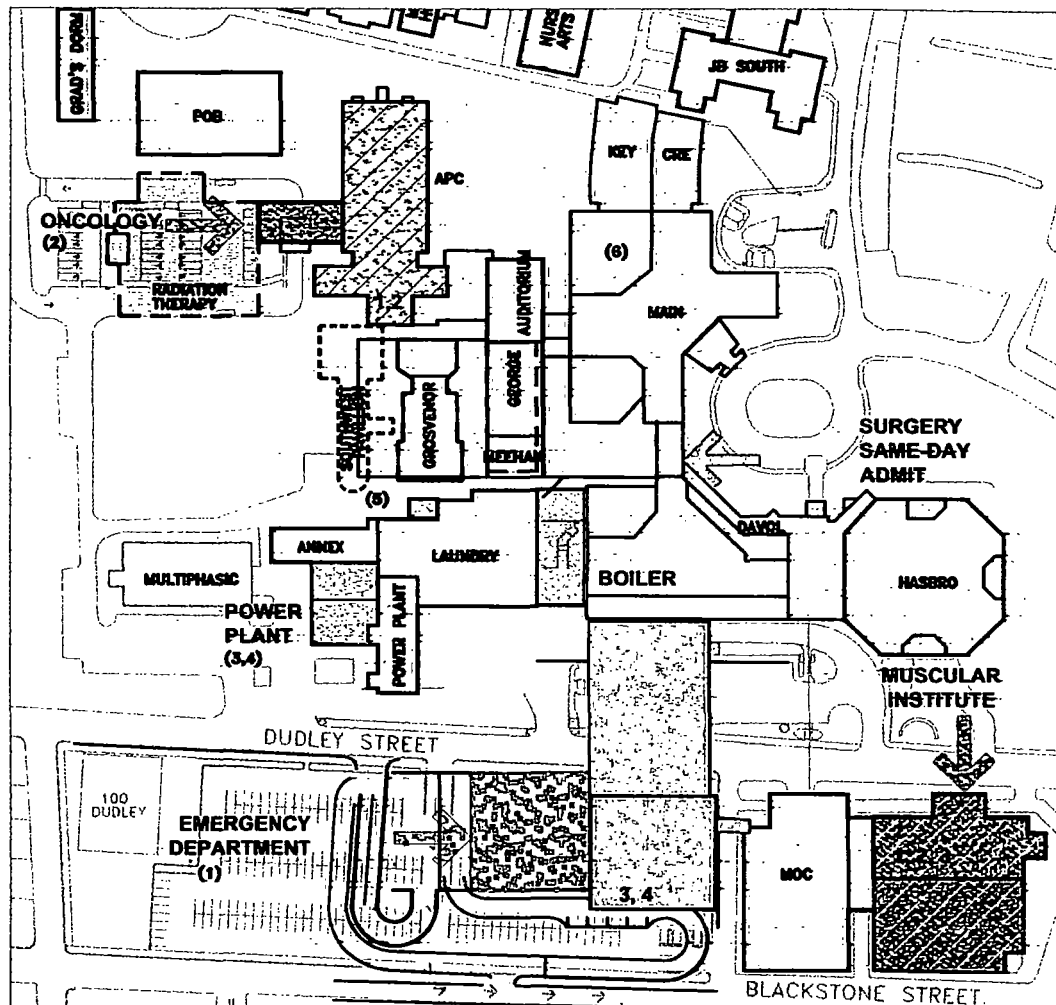 GRAD'S DORM
POB
NURS
ARTS
JB SOUTH
KEY
CRE
APC
ONCOLOGY
(2)
RADIATION
THERAPY
AUDITORIUM
(6)
MAIN
GROSVENOR
GEORGE
MEEHAN
(5)
SURGERY
SAME-DAY
ADMIT
DAVOL
ANNEX
LAUNDRY
BOILER
HASBRO
MULTIPHASIC
POWER
PLANT
(3,4)
POWER PLANT
MUSCULAR
INSTITUTE
DUDLEY STREET
100
DUDLEY
EMERGENCY
DEPARTMENT
(1)
3, 4
MOC
BLACKSTONE STREET